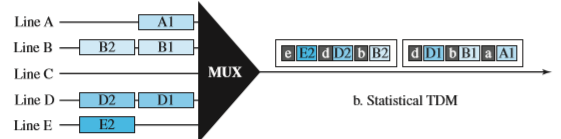 Line A A1
Line B B2 B1
Line C
Line D D2 D1
Line E E2
MUX
e E2 d D2 b B2 d D1 b B1 a A1
b. Statistical TDM